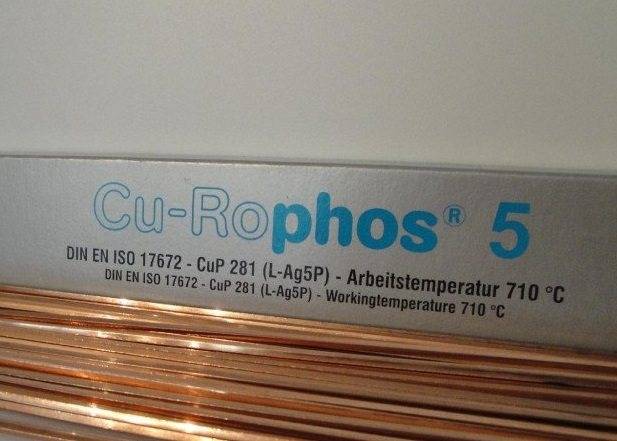 Cu-Rophos® 5
DIN EN ISO 17672 - CuP 281 (L-Ag5P) - Arbeitstemperatur 710 °C
DIN EN ISO 17672 - CuP 281 (L-Ag5P) - Workingtemperature 710 °C